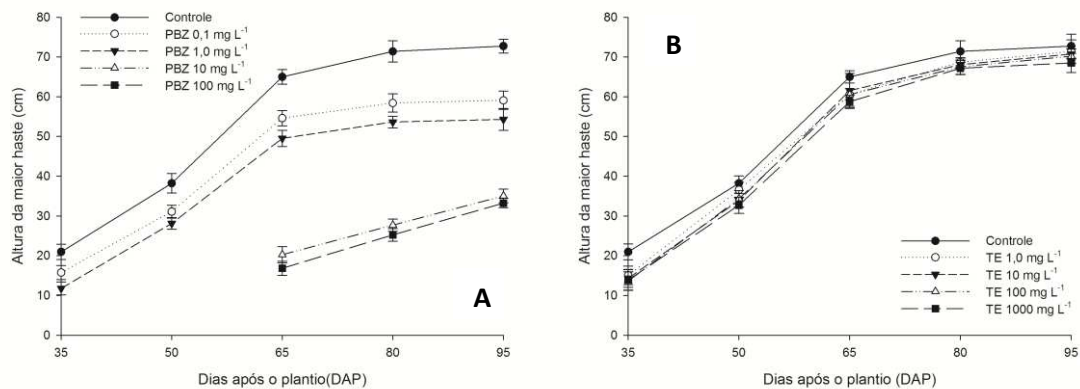 Altura da maior haste (cm)
80
70
60
50
40
30
20
10
0
Controle
PBZ 0,1 mg L⁻¹
PBZ 1,0 mg L⁻¹
PBZ 10 mg L⁻¹
PBZ 100 mg L⁻¹
A
35 50 65 80 95
Dias após o plantio(DAP)
Altura da maior haste (cm)
80
70
60
50
40
30
20
10
0
B
Controle
TE 1,0 mg L⁻¹
TE 10 mg L⁻¹
TE 100 mg L⁻¹
TE 1000 mg L⁻¹
35 50 65 80 95
Dias após o plantio (DAP)